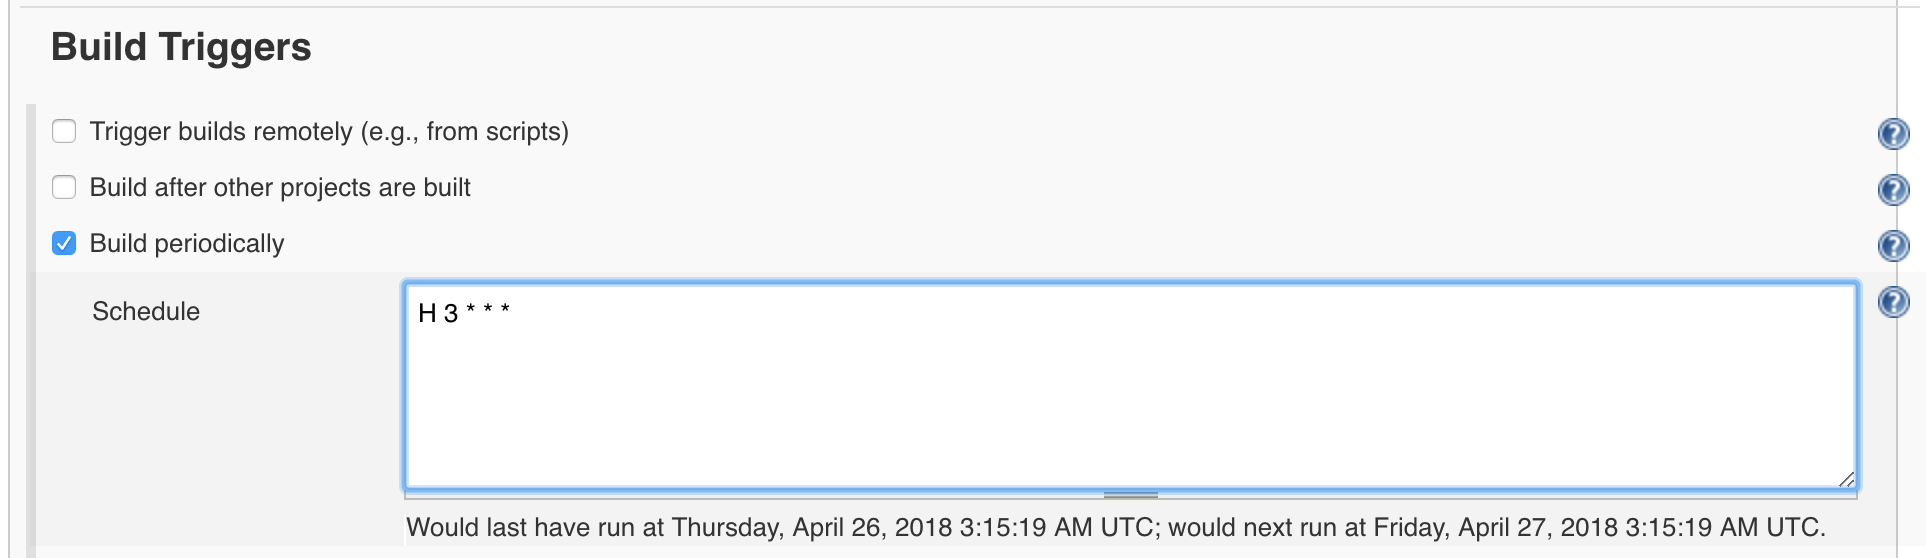 Build Triggers
Trigger builds remotely (e.g., from scripts)
?
Build after other projects are built
?
Build periodically
?
Schedule
H 3 * * *
?
Would last have run at Thursday, April 26, 2018 3:15:19 AM UTC; would next run at Friday, April 27, 2018 3:15:19 AM UTC.